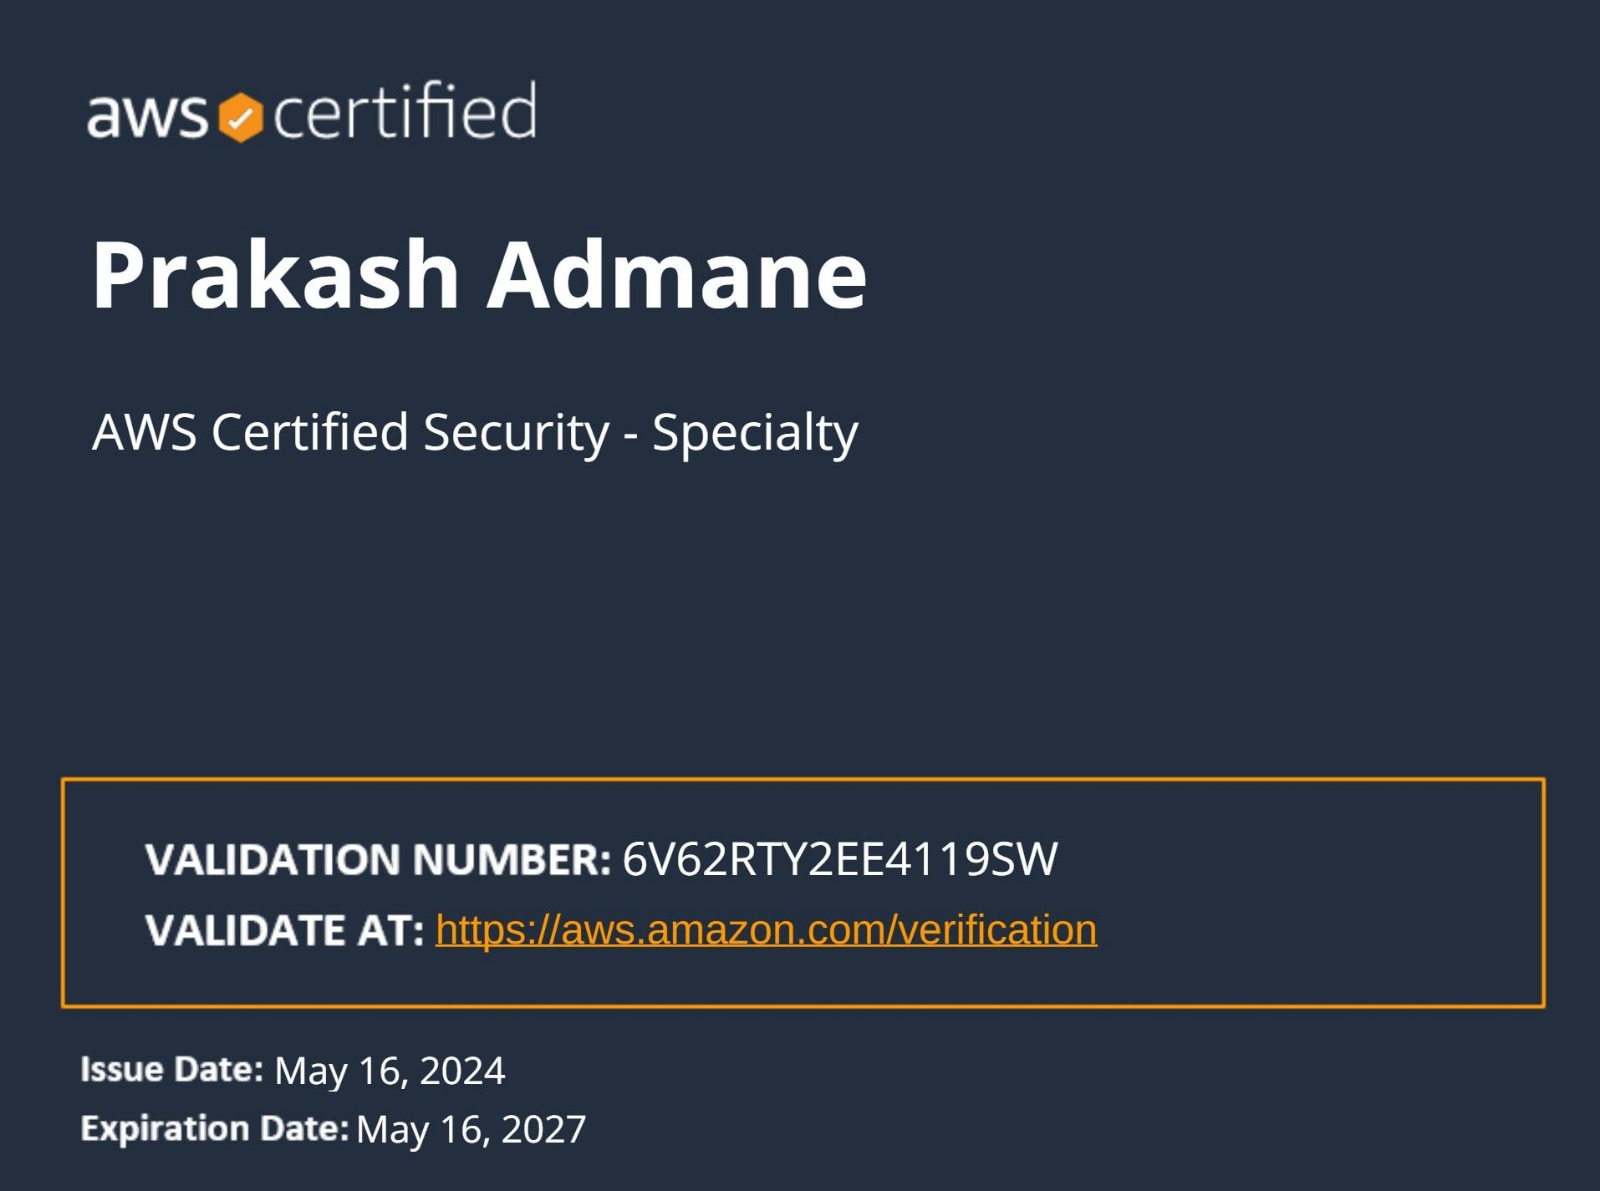 aws certified
Prakash Admane
AWS Certified Security - Specialty
VALIDATION NUMBER: 6V62RTY2EE4119SW
VALIDATE AT: https://aws.amazon.com/verification
Issue Date: May 16, 2024
Expiration Date: May 16, 2027